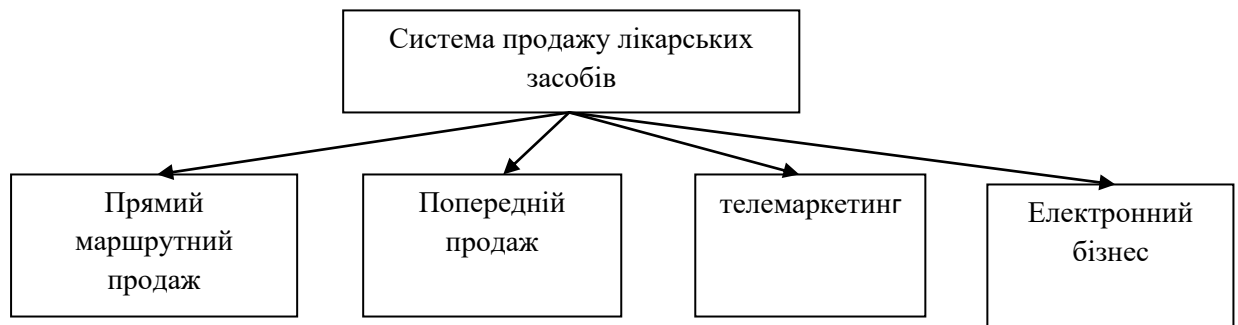 Система продажу лікарських
засобів
Прямий
маршрутний
продаж
Попередній
продаж
телемаркетинг
Електронний
бізнес